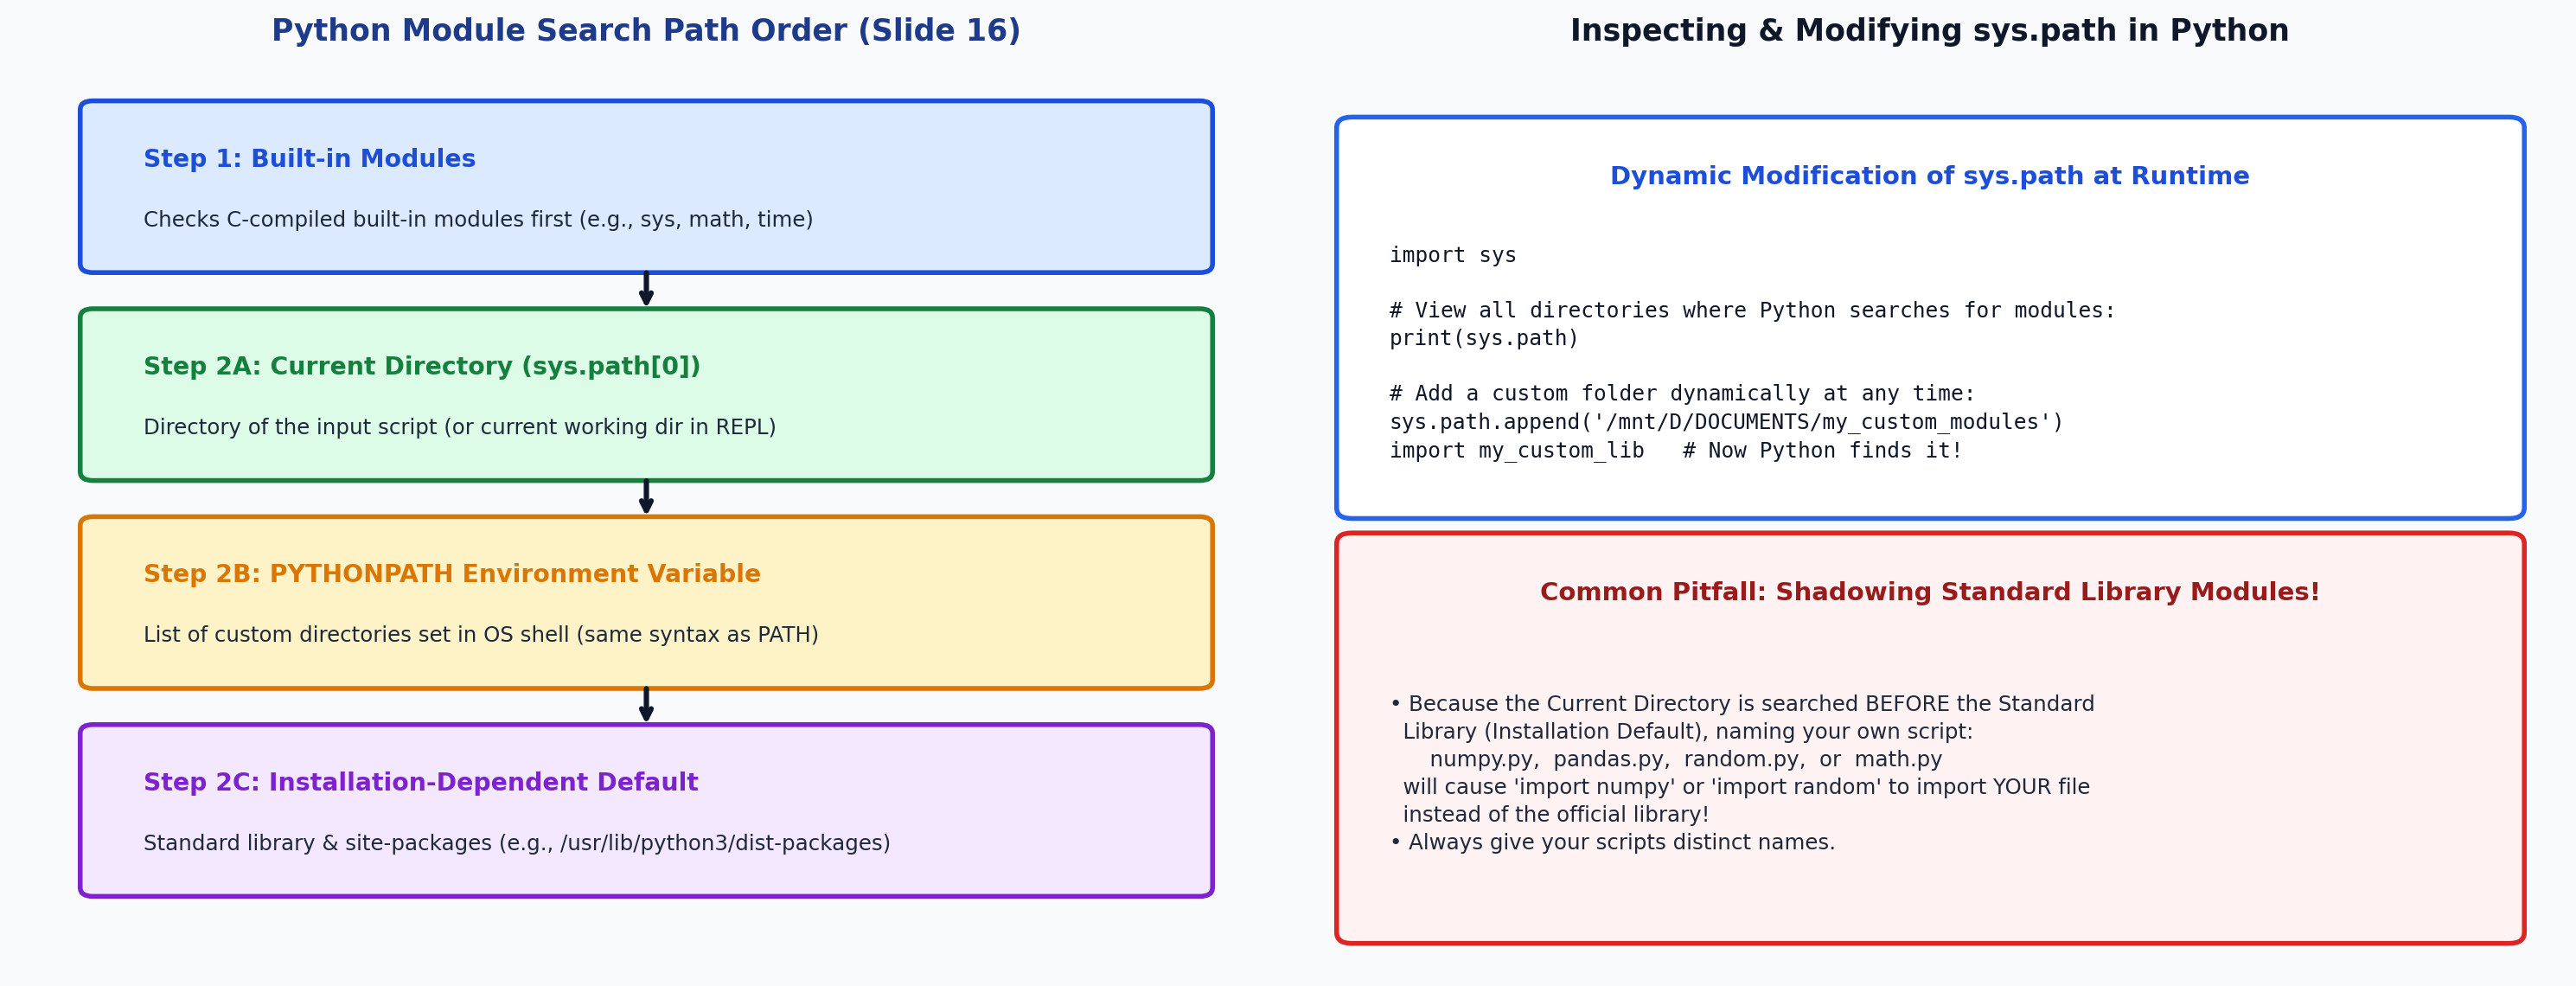 Python Module Search Path Order (Slide 16)
Step 1: Built-in Modules
Checks C-compiled built-in modules first (e.g., sys, math, time)
Step 2A: Current Directory (sys.path[0])
Directory of the input script (or current working dir in REPL)
Step 2B: PYTHONPATH Environment Variable
List of custom directories set in OS shell (same syntax as PATH)
Step 2C: Installation-Dependent Default
Standard library & site-packages (e.g., /usr/lib/python3/dist-packages)
Inspecting & Modifying sys.path in Python
Dynamic Modification of sys.path at Runtime
import sys
# View all directories where Python searches for modules:
print(sys.path)
# Add a custom folder dynamically at any time:
sys.path.append('/mnt/D/DOCUMENTS/my_custom_modules')
import my_custom_lib   # Now Python finds it!
Common Pitfall: Shadowing Standard Library Modules!
• Because the Current Directory is searched BEFORE the Standard
Library (Installation Default), naming your own script:
numpy.py,  pandas.py,  random.py,  or  math.py
will cause 'import numpy' or 'import random' to import YOUR file
instead of the official library!
• Always give your scripts distinct names.